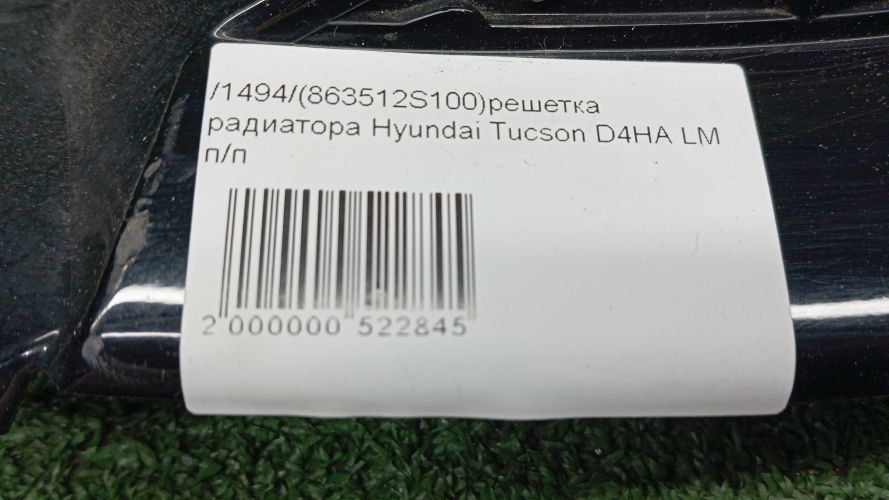 /1494/(863512S100)решетка
радиатора Hyundai Tucson D4HA LM
п/п
2 000000 522845